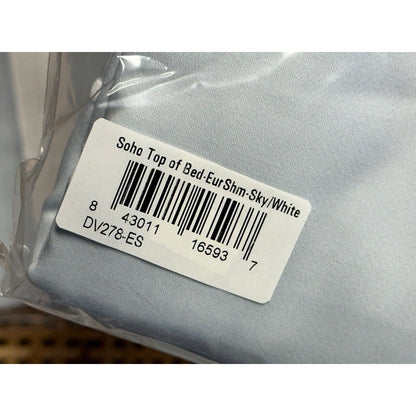 Soho Top of Bed-EurShm-Sky/White
8 43011 16593 7
DV278-ES